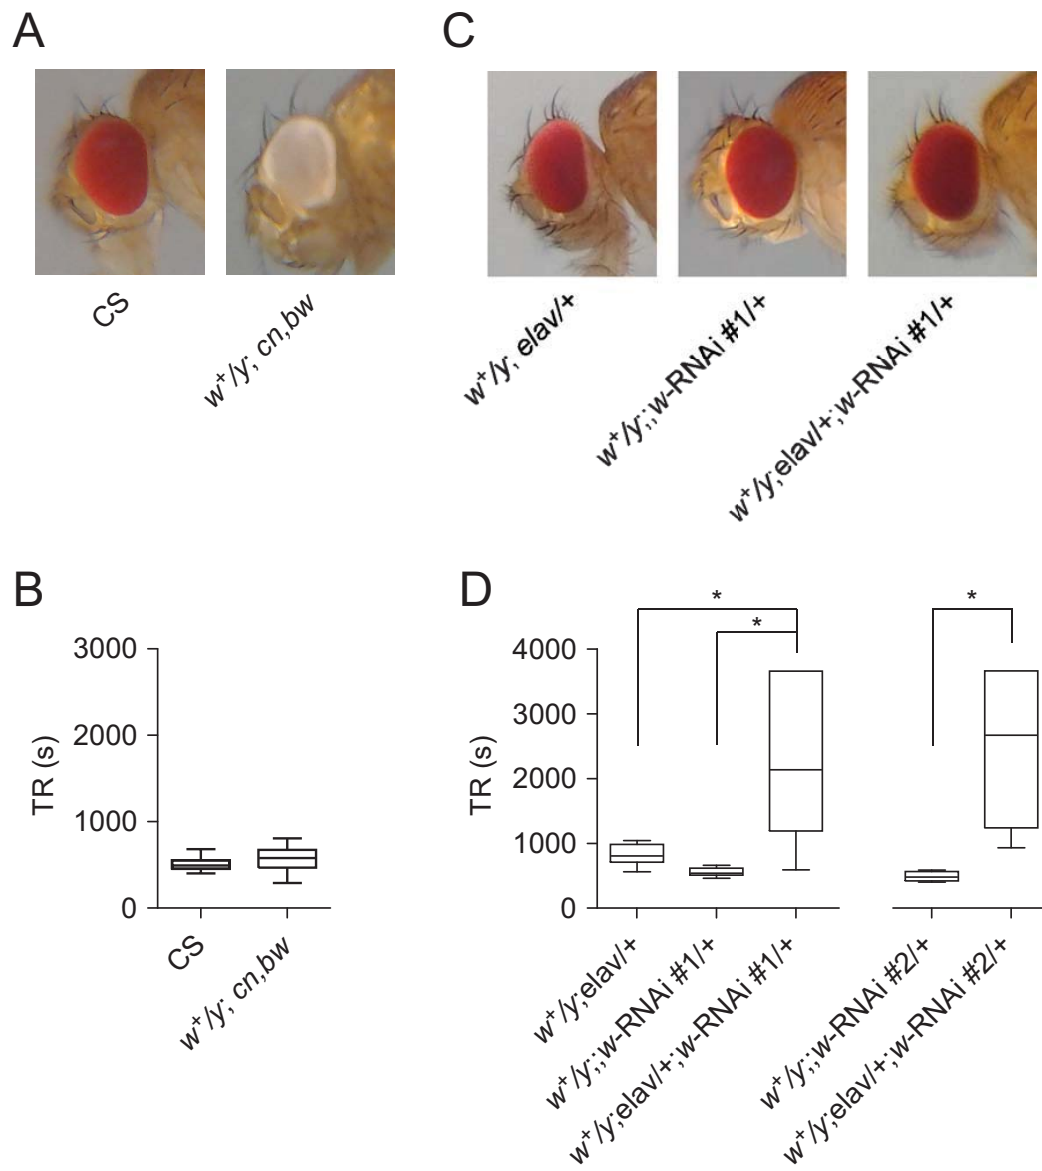 A
CS
w⁺/y; cn,bw
C
w⁺/y; elav/+
w⁺/y;;w-RNAi #1/+
w⁺/y;elav/+;w-RNAi #1/+
B
TR (s)
3000
2000
1000
0
CS
w⁺/y; cn,bw
D
TR (s)
4000
3000
2000
1000
0
*
*
*
w⁺/y;elav/+
w⁺/y;;w-RNAi #1/+
w⁺/y;elav/+;w-RNAi #1/+
w⁺/y;;w-RNAi #2/+
w⁺/y;elav/+;w-RNAi #2/+